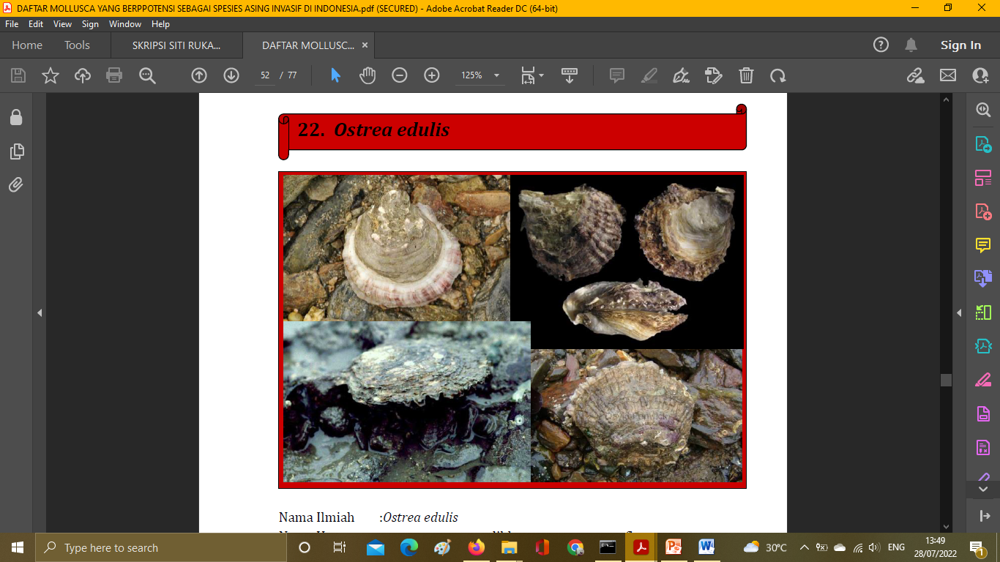 DAFTAR MOLLUSCA YANG BERPPOTENSI SEBAGAI SPESIES ASING INVASIF DI INDONESIA.pdf (SECURED) - Adobe Acrobat Reader DC (64-bit)
File Edit View Sign Window Help
Home Tools SKRIPSI SITI RUKA... DAFTAR MOLLUSC... × Sign In
52 / 77 125%
22. Ostrea edulis
Nama Ilmiah :Ostrea edulis
Type here to search 30°C ENG 13:49
28/07/2022 1